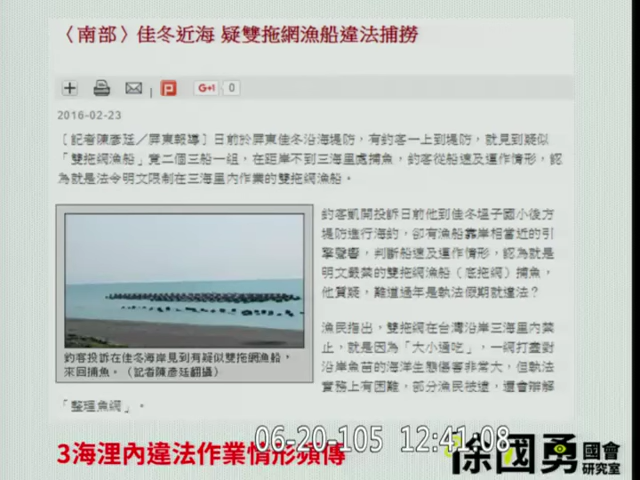 〈南部〉佳冬近海 疑雙拖網漁船違法捕撈
G+1 0
2016-02-23
〔記者陳彥廷／屏東報導〕日前於屏東佳冬沿海堤防，有釣客一上到堤防，就見到疑似
「雙拖網漁船」竟二個三船一組，在距岸不到三海里處捕魚，釣客從船速及運作情形，認
為就是法令明文限制在三海里內作業的雙拖網漁船。
釣客凱開投訴日前他到佳冬塭子國小後方
堤防進行海釣，卻有漁船靠岸相當近的引
擎聲響，判斷船速及運作情形，認為就是
明文嚴禁的雙拖網漁船（底拖網）捕魚，
他質疑，難道過年是執法假期就違法？
漁民指出，雙拖網在台灣沿岸三海里內禁
止，就是因為「大小通吃」，一網打盡對
沿岸魚苗的海洋生態傷害非常大，但執法
實務上有困難，部分漁民被逮，還會辯解
「整理魚網」。
釣客投訴在佳冬海岸見到有疑似雙拖網漁船，
來回捕魚。（記者陳彥廷翻攝）
3海浬內違法作業情形頻傳
06-20-105 12:41:08
徐國勇 國會
研究室